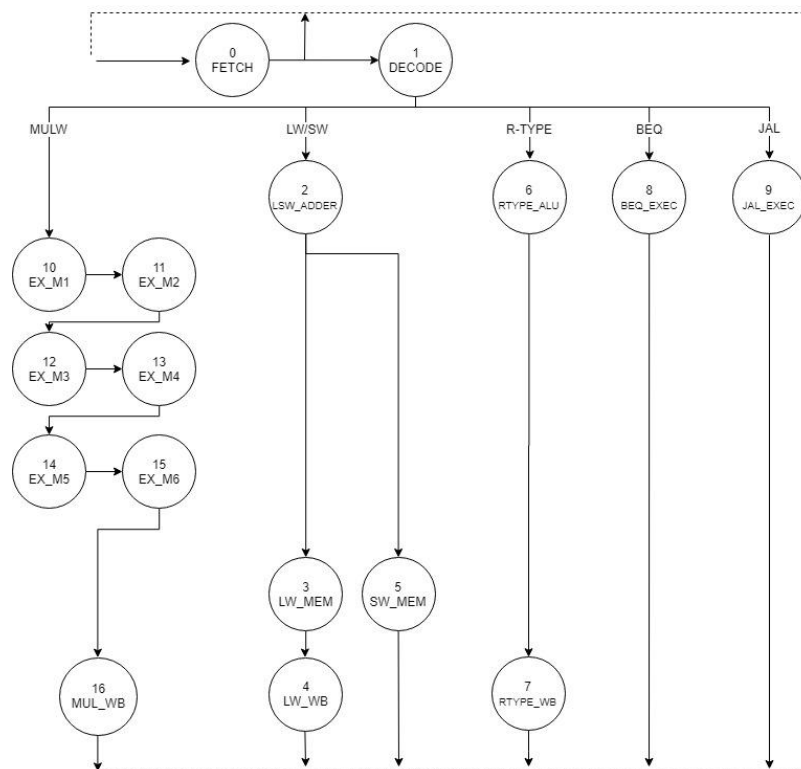 0
FETCH
1
DECODE
MULW
LW/SW
R-TYPE
BEQ
JAL
2
LSW_ADDER
6
RTYPE_ALU
8
BEQ_EXEC
9
JAL_EXEC
10
EX_M1
11
EX_M2
12
EX_M3
13
EX_M4
14
EX_M5
15
EX_M6
3
LW_MEM
5
SW_MEM
16
MUL_WB
4
LW_WB
7
RTYPE_WB